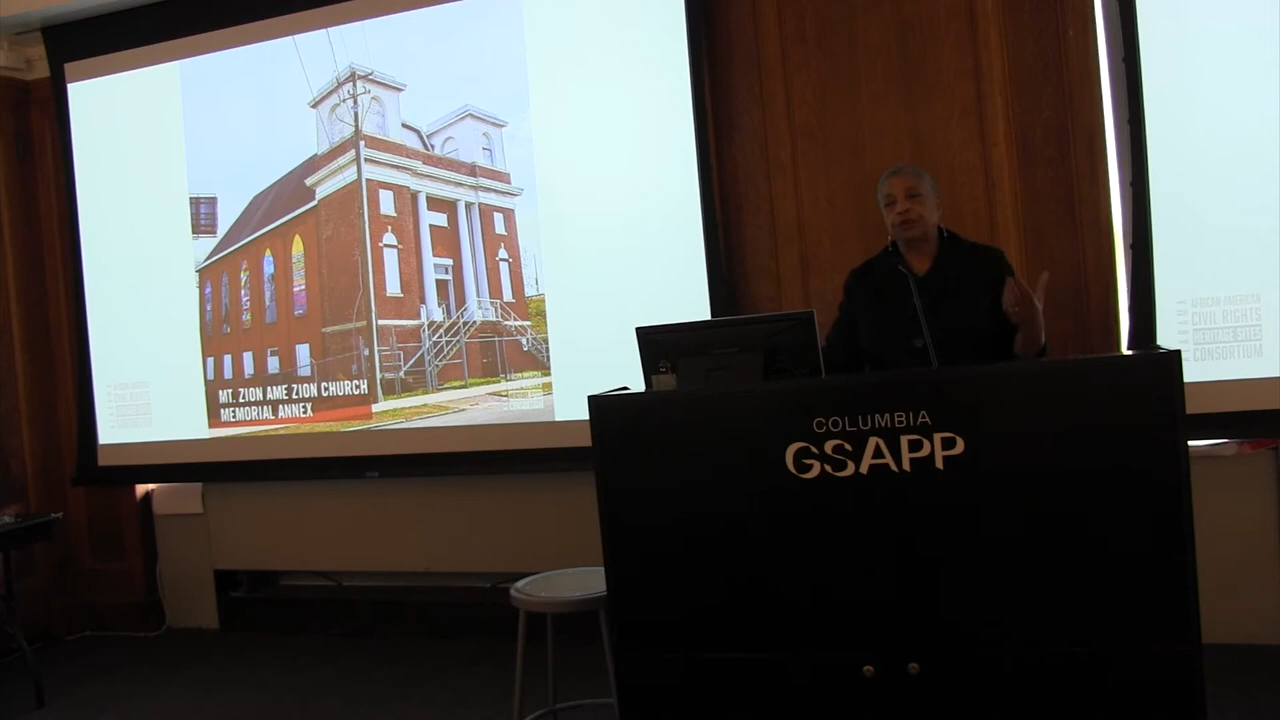 MT. ZION AME ZION CHURCH
MEMORIAL ANNEX
COLUMBIA
GSAPP
AFRICAN-AMERICAN
CIVIL RIGHTS
HERITAGE SITES
CONSORTIUM